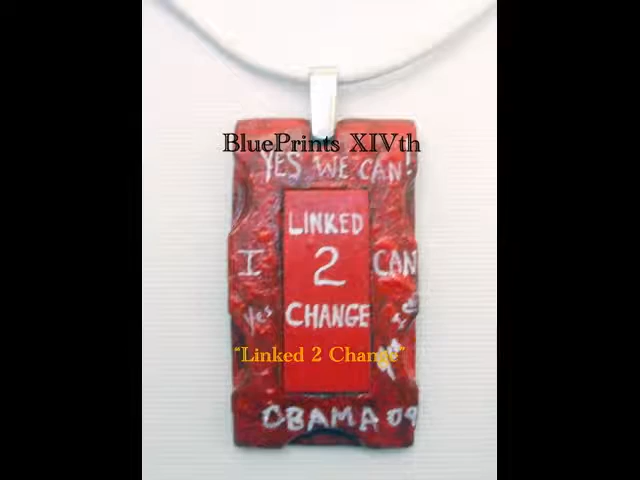 BluePrints XIVth
YES WE CAN!
LINKED
I 2 CAN
Yes CHANGE
"Linked 2 Change"
OBAMA 09